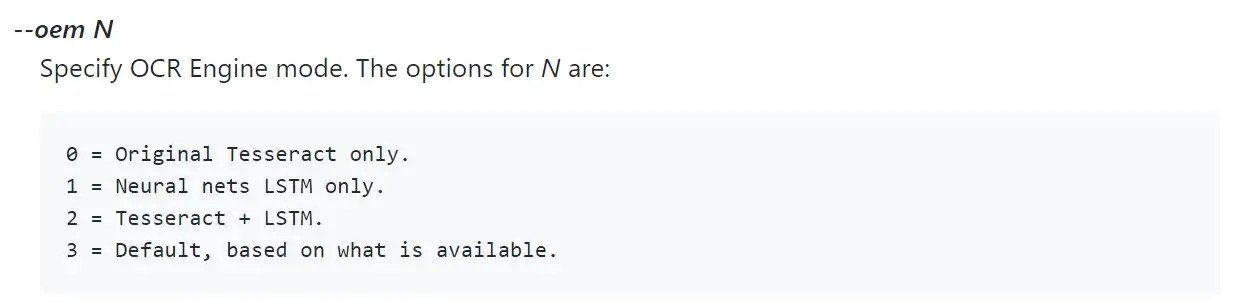 --oem N
Specify OCR Engine mode. The options for N are:
0 = Original Tesseract only.
1 = Neural nets LSTM only.
2 = Tesseract + LSTM.
3 = Default, based on what is available.